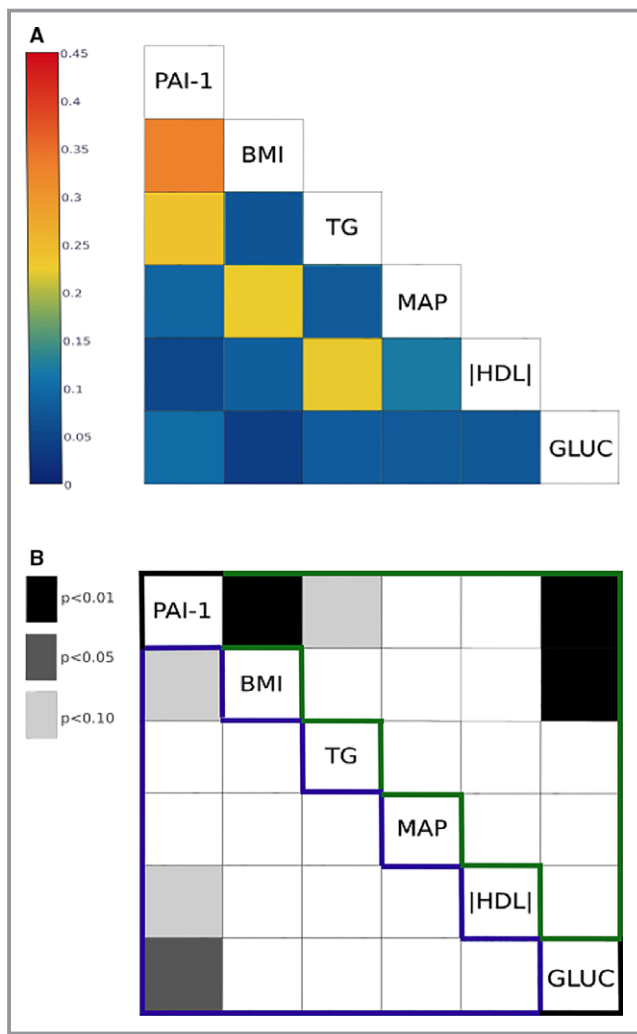 A
0.45
PAI-1
0.4
0.35
BMI
0.3
0.25
TG
0.2
MAP
0.15
|HDL|
0.1
0.05
GLUC
0
B
p<0.01
PAI-1
p<0.05
BMI
p<0.10
TG
MAP
|HDL|
GLUC